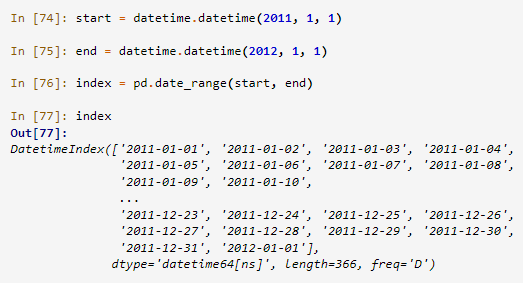 In [74]: start = datetime.datetime(2011, 1, 1)
In [75]: end = datetime.datetime(2012, 1, 1)
In [76]: index = pd.date_range(start, end)
In [77]: index
Out[77]:
DatetimeIndex(['2011-01-01', '2011-01-02', '2011-01-03', '2011-01-04',
'2011-01-05', '2011-01-06', '2011-01-07', '2011-01-08',
'2011-01-09', '2011-01-10',
...
'2011-12-23', '2011-12-24', '2011-12-25', '2011-12-26',
'2011-12-27', '2011-12-28', '2011-12-29', '2011-12-30',
'2011-12-31', '2012-01-01'],
dtype='datetime64[ns]', length=366, freq='D')